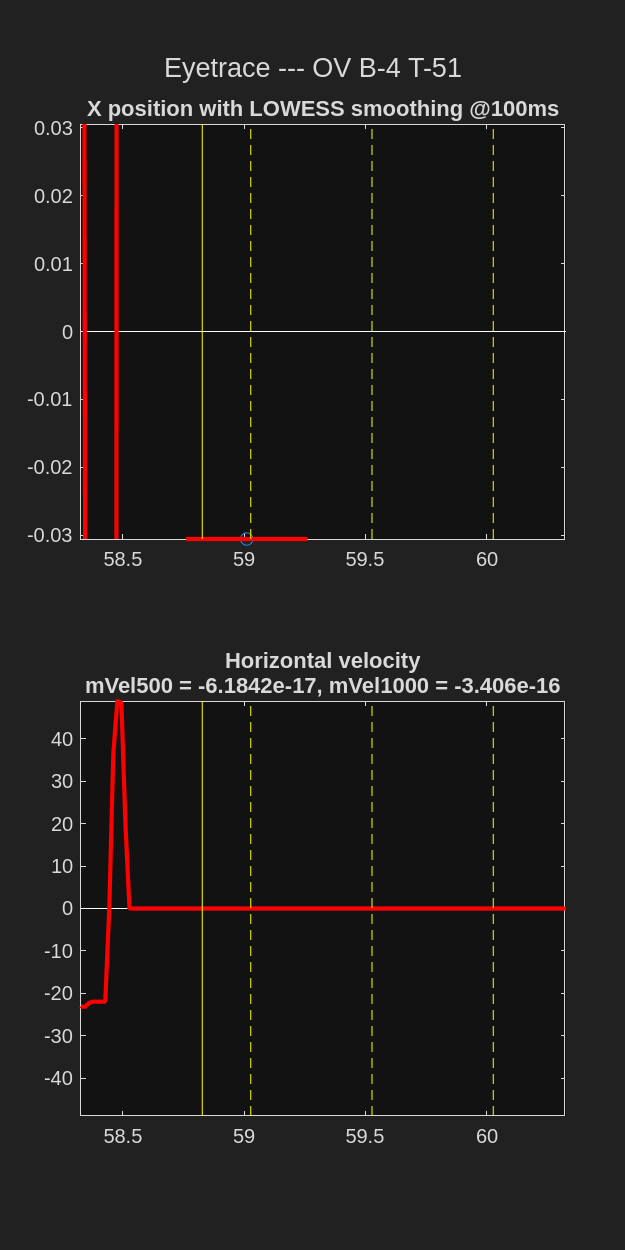 Eyetrace --- OV B-4 T-51
X position with LOWESS smoothing @100ms
0.03
0.02
0.01
0
-0.01
-0.02
-0.03
58.5 59 59.5 60
Horizontal velocity
mVel500 = -6.1842e-17, mVel1000 = -3.406e-16
40
30
20
10
0
-10
-20
-30
-40
58.5 59 59.5 60